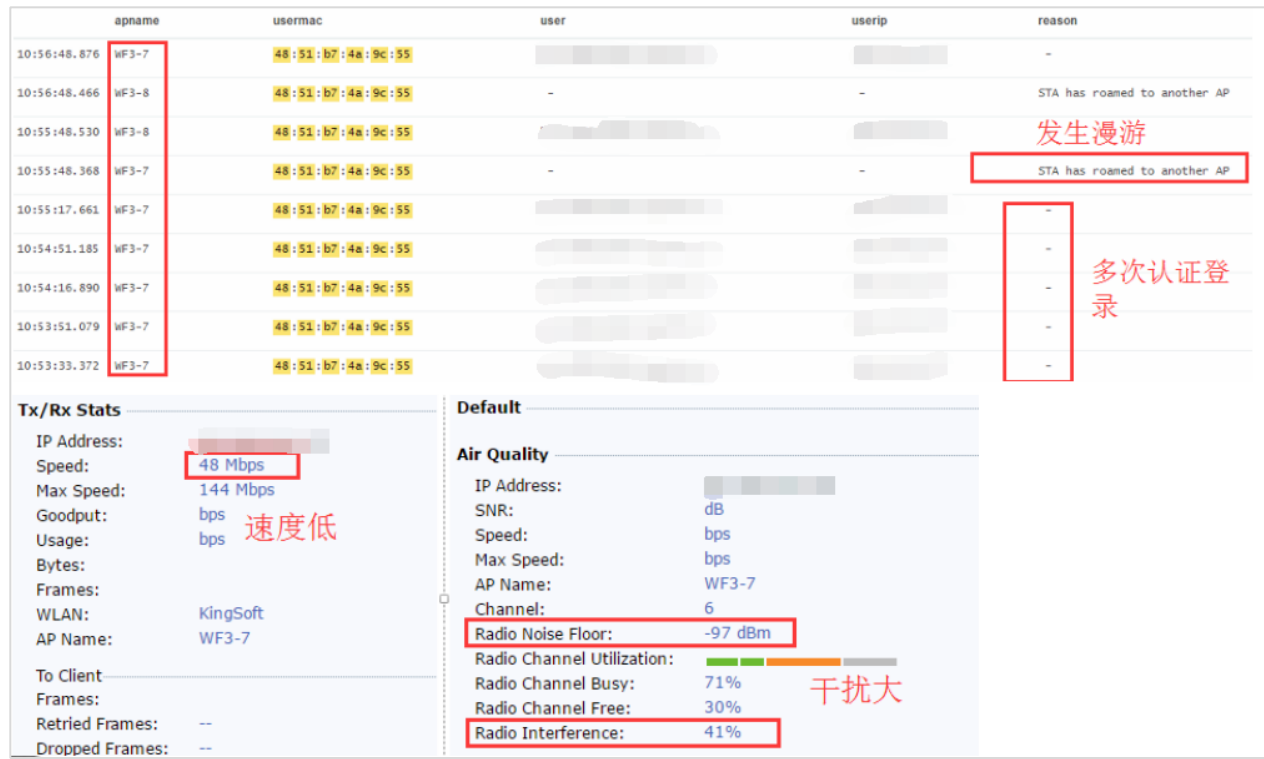 apname usermac user userip reason
10:56:48.876 WF3-7 48:51:b7:4a:9c:55 -
10:56:48.466 WF3-8 48:51:b7:4a:9c:55 - - STA has roamed to another AP
10:55:48.530 WF3-8 48:51:b7:4a:9c:55
发生漫游
10:55:48.368 WF3-7 48:51:b7:4a:9c:55 - - STA has roamed to another AP
10:55:17.661 WF3-7 48:51:b7:4a:9c:55 -
10:54:51.185 WF3-7 48:51:b7:4a:9c:55 -
10:54:16.890 WF3-7 48:51:b7:4a:9c:55 -
10:53:51.079 WF3-7 48:51:b7:4a:9c:55 -
10:53:33.372 WF3-7 48:51:b7:4a:9c:55 -
多次认证登
录
Tx/Rx Stats
IP Address:
Speed: 48 Mbps
Max Speed: 144 Mbps
Goodput: bps
Usage: bps
速度低
Bytes:
Frames:
WLAN: KingSoft
AP Name: WF3-7
To Client
Frames:
Retried Frames: --
Dropped Frames: --
Default
Air Quality
IP Address:
SNR: dB
Speed: bps
Max Speed: bps
AP Name: WF3-7
Channel: 6
Radio Noise Floor: -97 dBm
Radio Channel Utilization:
Radio Channel Busy: 71%
Radio Channel Free: 30%
Radio Interference: 41%
干扰大